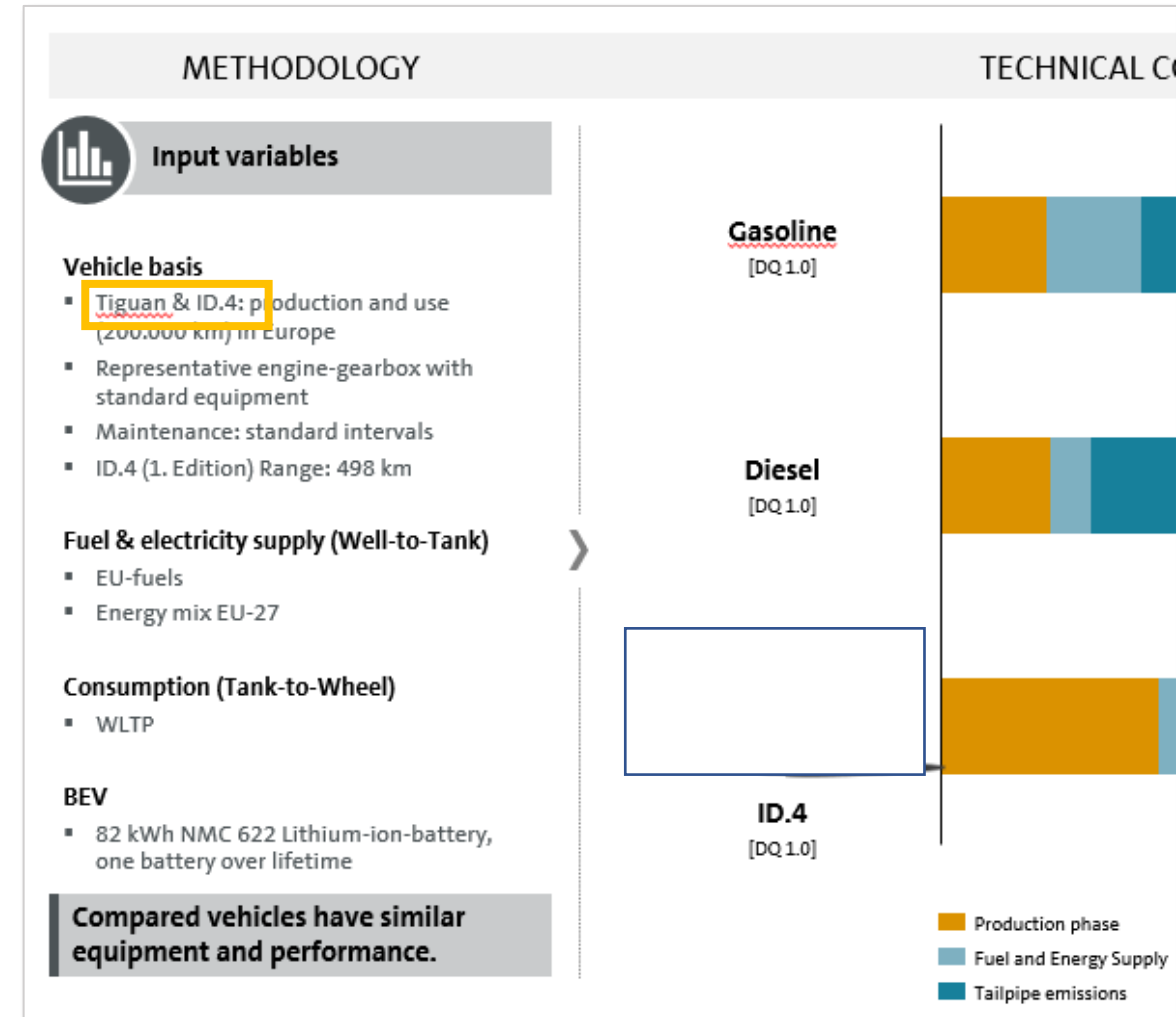 METHODOLOGY
TECHNICAL
Input variables
Vehicle basis
▪ Tiguan & ID.4: production and use
(200.000 km) in Europe
▪ Representative engine-gearbox with
standard equipment
▪ Maintenance: standard intervals
▪ ID.4 (1. Edition) Range: 498 km
Fuel & electricity supply (Well-to-Tank)
▪ EU-fuels
▪ Energy mix EU-27
Consumption (Tank-to-Wheel)
▪ WLTP
BEV
▪ 82 kWh NMC 622 Lithium-ion-battery,
one battery over lifetime
Compared vehicles have similar
equipment and performance.
Gasoline
[DQ 1.0]
Diesel
[DQ 1.0]
ID.4
[DQ 1.0]
Production phase
Fuel and Energy Supply
Tailpipe emissions